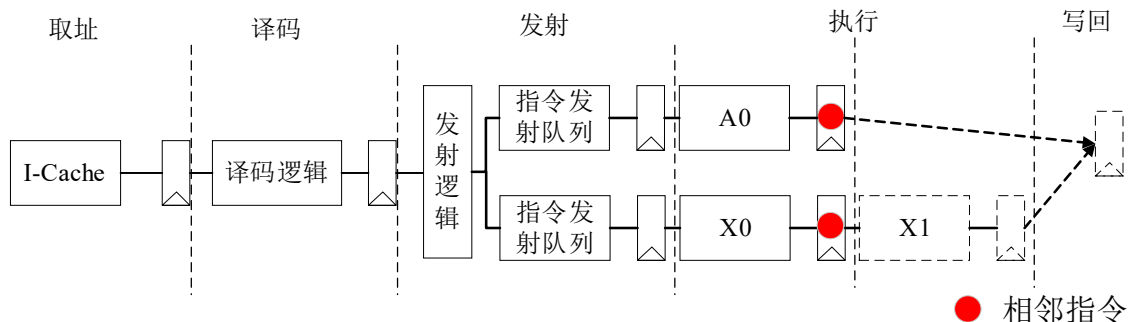 取址
译码
发射
执行
写回
I-Cache
译码逻辑
发
射
逻
辑
指令发
射队列
A0
指令发
射队列
X0
X1
相邻指令